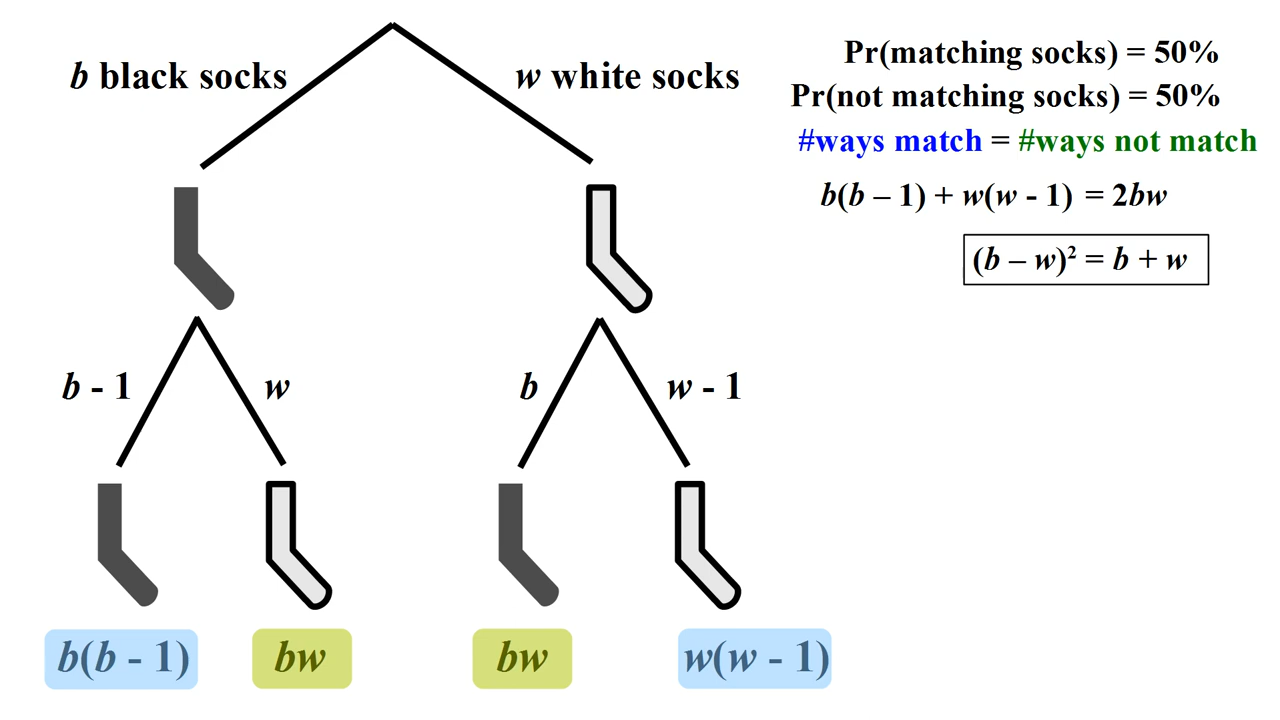 b black socks
w white socks
Pr(matching socks) = 50%
Pr(not matching socks) = 50%
#ways match = #ways not match
b(b – 1) + w(w - 1) = 2bw
(b – w)² = b + w
b - 1
w
b
w - 1
b(b - 1)
bw
bw
w(w - 1)